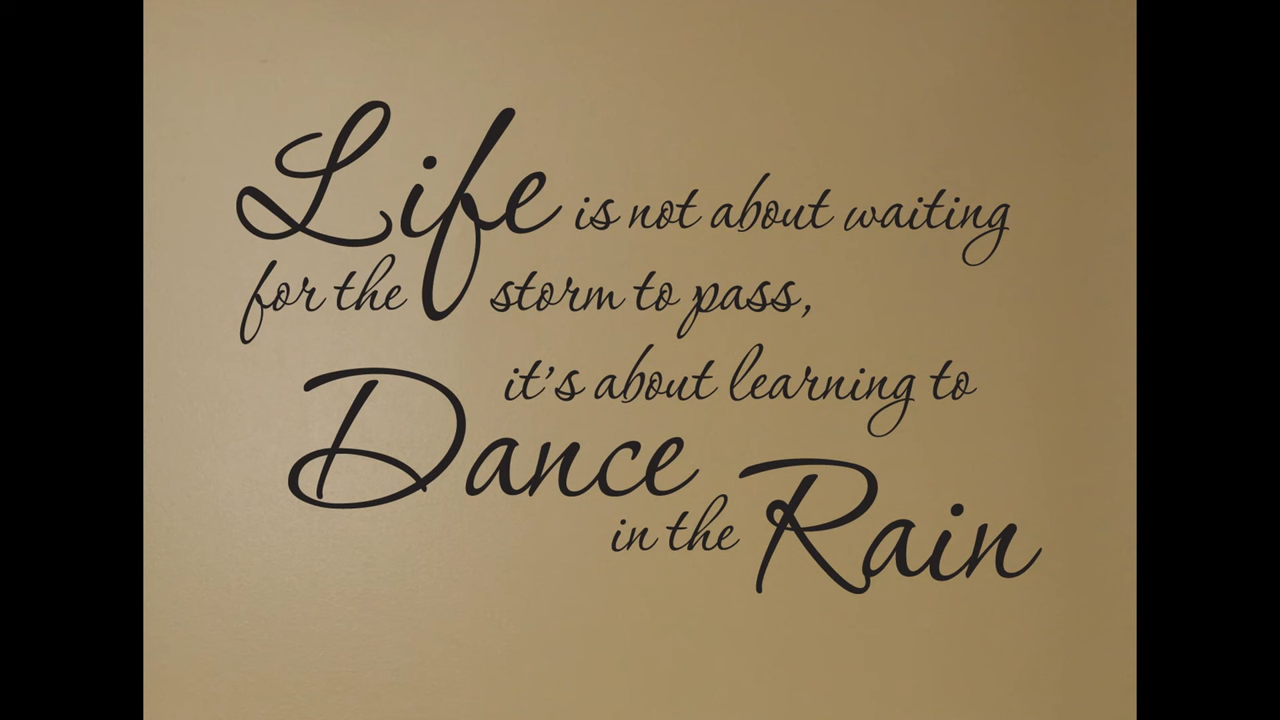 Life is not about waiting
for the storm to pass,
it's about learning to
Dance
in the Rain